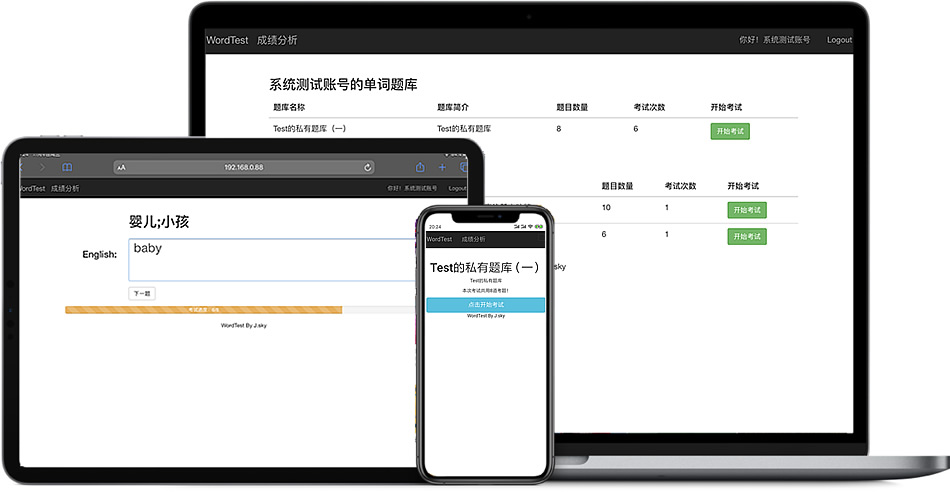 WordTest 成绩分析 你好！系统测试账号 Logout
系统测试账号的单词题库
题库名称 题库简介 题目数量 考试次数 开始考试
Test的私有题库（一） Test的私有题库 8 6 开始考试
题目数量 考试次数 开始考试
10 1 开始考试
6 1 开始考试
sky
AA 192.168.0.88
WordTest 成绩分析 你好！系统测试账号 Logout
婴儿;小孩
English: baby
下一题
WordTest By J.sky
20:24
WordTest 成绩分析
Test的私有题库（一）
Test的私有题库
本次考试共用8道考题！
点击开始考试
WordTest By J.sky